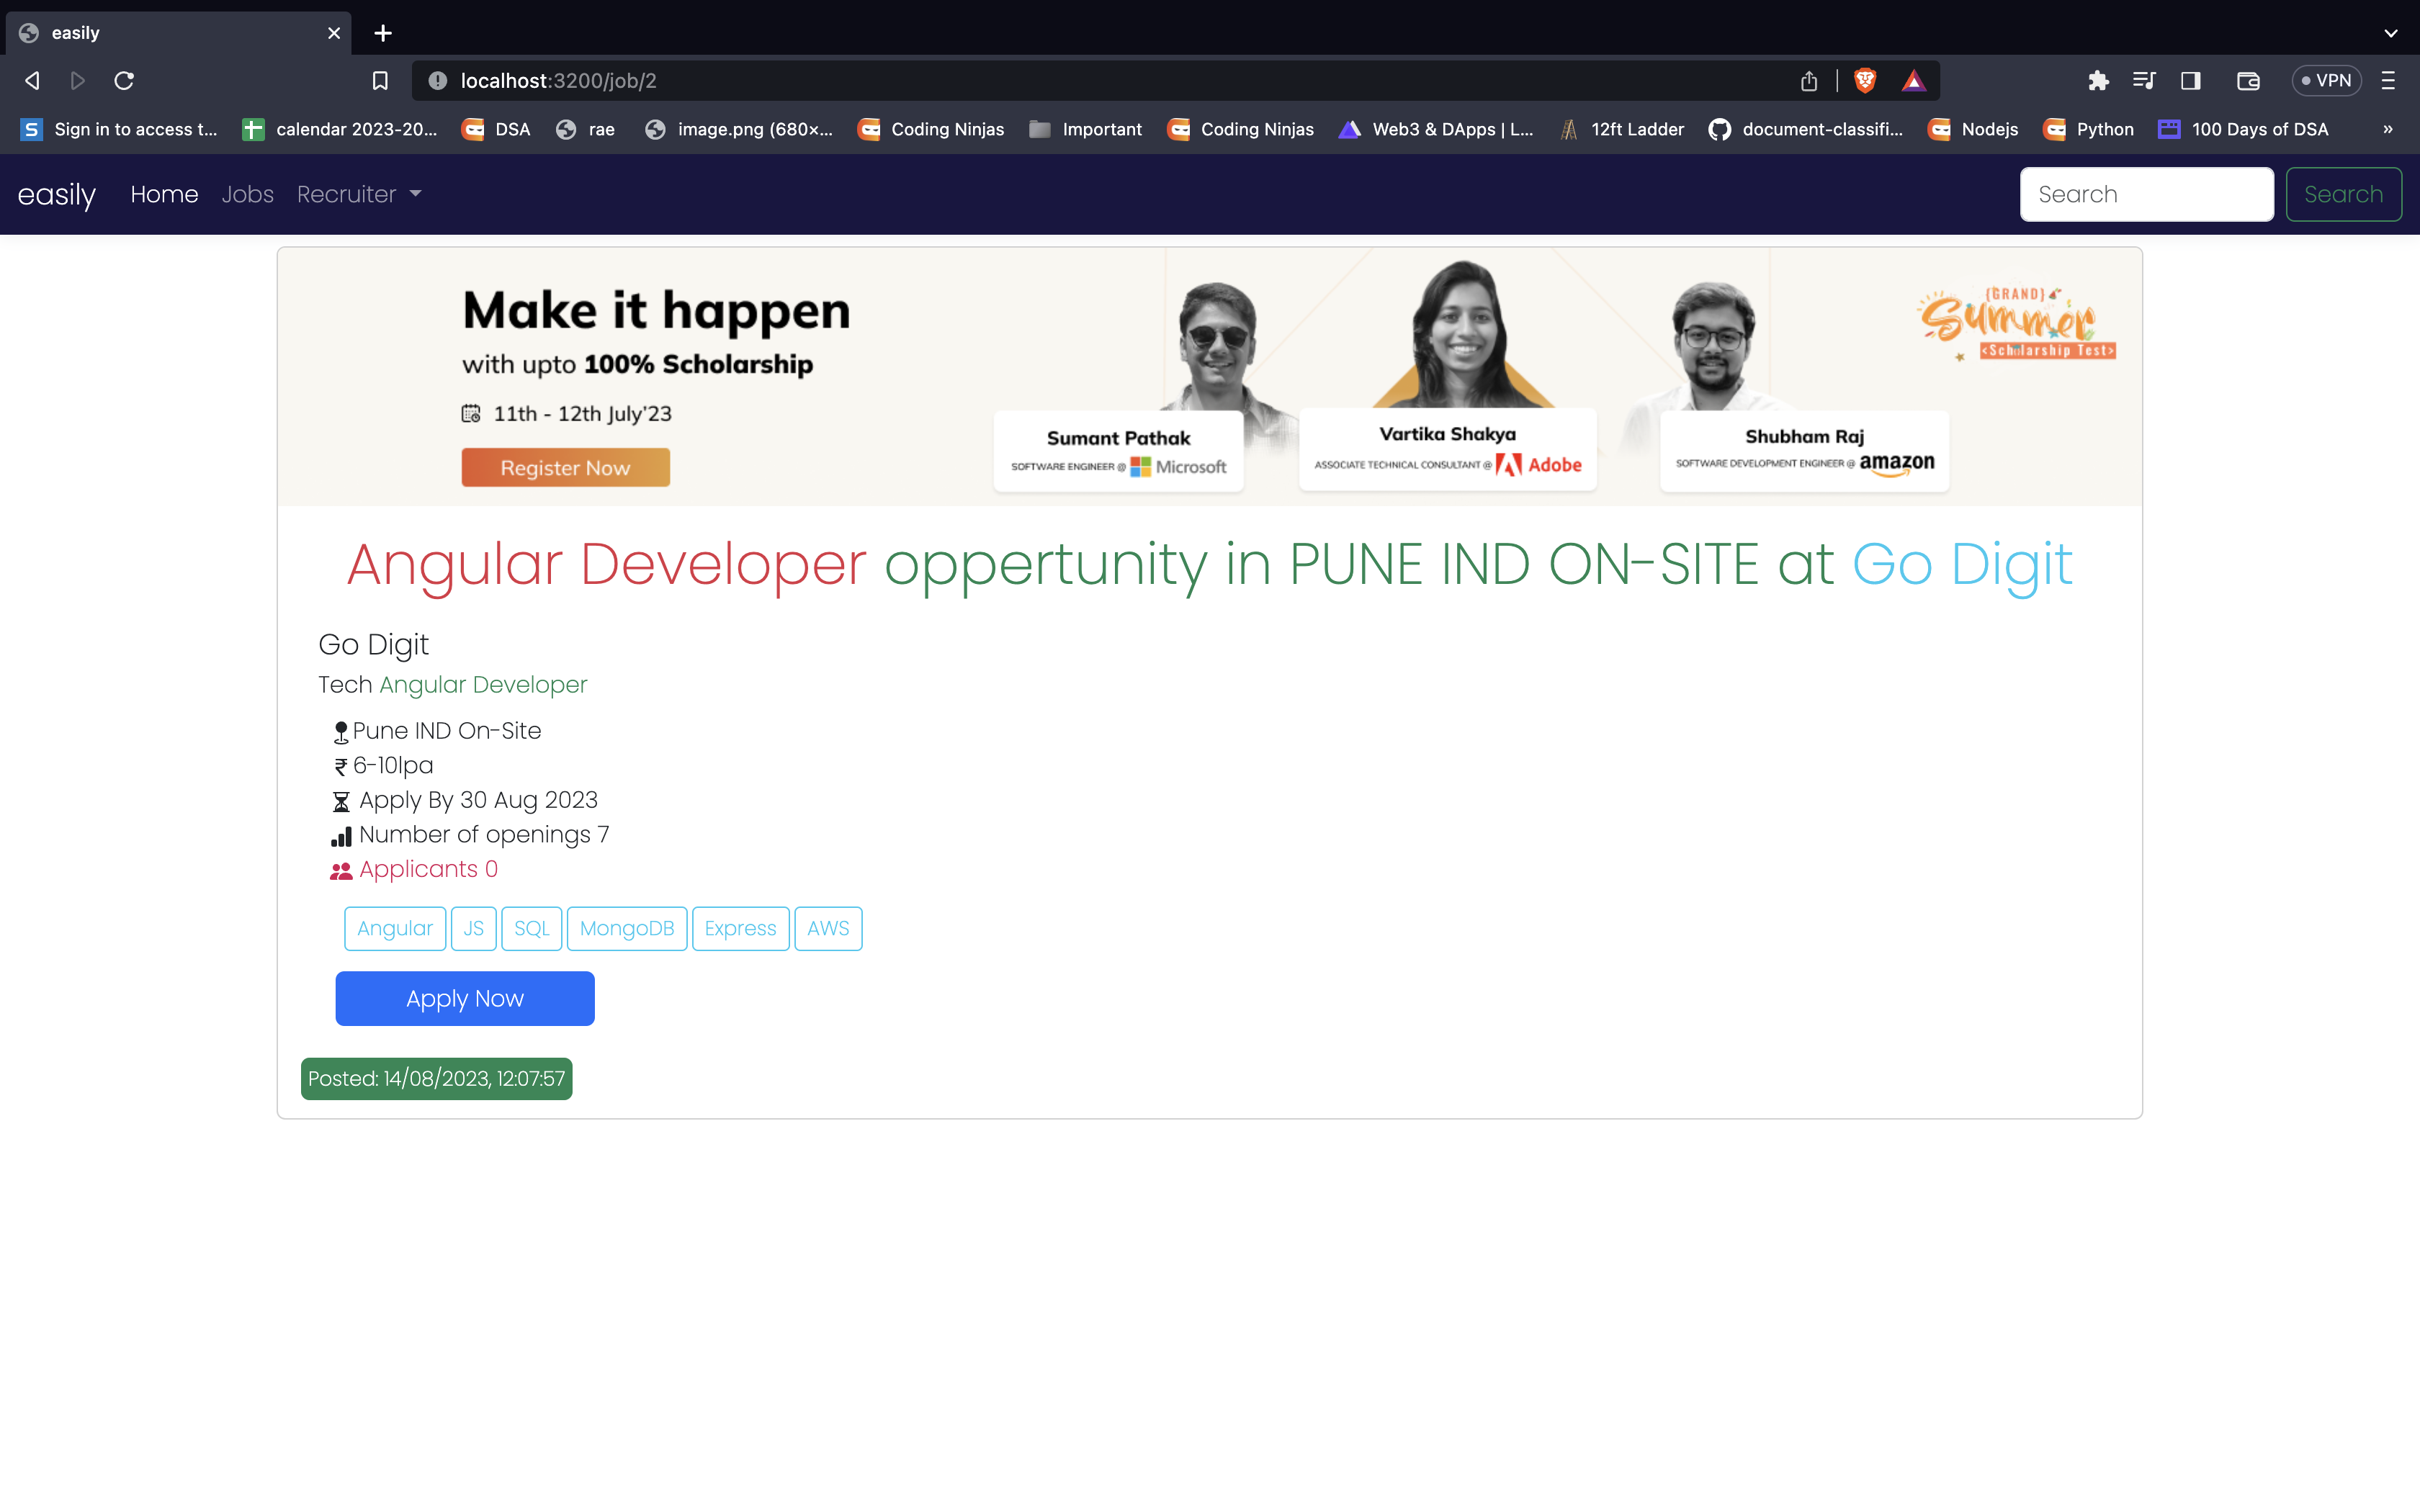 easily
localhost:3200/job/2
VPN
Sign in to access t...
calendar 2023-20...
DSA
rae
image.png (680×...
Coding Ninjas
Important
Coding Ninjas
Web3 & DApps | L...
12ft Ladder
document-classifi...
Nodejs
Python
100 Days of DSA
»
easily Home Jobs Recruiter
Search Search
Make it happen
with upto 100% Scholarship
11th - 12th July'23
Register Now
Sumant Pathak
SOFTWARE ENGINEER @ Microsoft
Vartika Shakya
ASSOCIATE TECHNICAL CONSULTANT @ Adobe
Shubham Raj
SOFTWARE DEVELOPMENT ENGINEER @ amazon
{GRAND}
Summer
<Scholarship Test>
Angular Developer oppertunity in PUNE IND ON-SITE at Go Digit
Go Digit
Tech Angular Developer
Pune IND On-Site
₹ 6-10lpa
Apply By 30 Aug 2023
Number of openings 7
Applicants 0
Angular JS SQL MongoDB Express AWS
Apply Now
Posted: 14/08/2023, 12:07:57